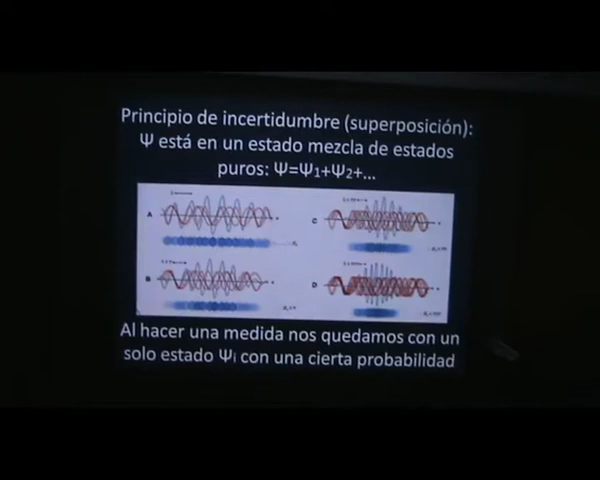 Principio de incertidumbre (superposición):
Ψ está en un estado mezcla de estados
puros: Ψ=Ψ₁+Ψ₂+...
A
C
B
D
Al hacer una medida nos quedamos con un
solo estado Ψᵢ con una cierta probabilidad